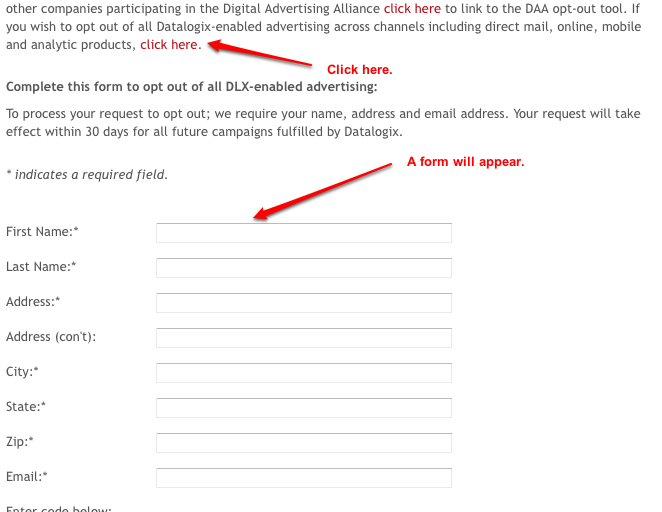 other companies participating in the Digital Advertising Alliance click here to link to the DAA opt-out tool. If
you wish to opt out of all Datalogix-enabled advertising across channels including direct mail, online, mobile
and analytic products, click here.
Click here.
Complete this form to opt out of all DLX-enabled advertising:
To process your request to opt out; we require your name, address and email address. Your request will take
effect within 30 days for all future campaigns fulfilled by Datalogix.
A form will appear.
* indicates a required field.
First Name:*
Last Name:*
Address:*
Address (con't):
City:*
State:*
Zip:*
Email:*
Enter code below: